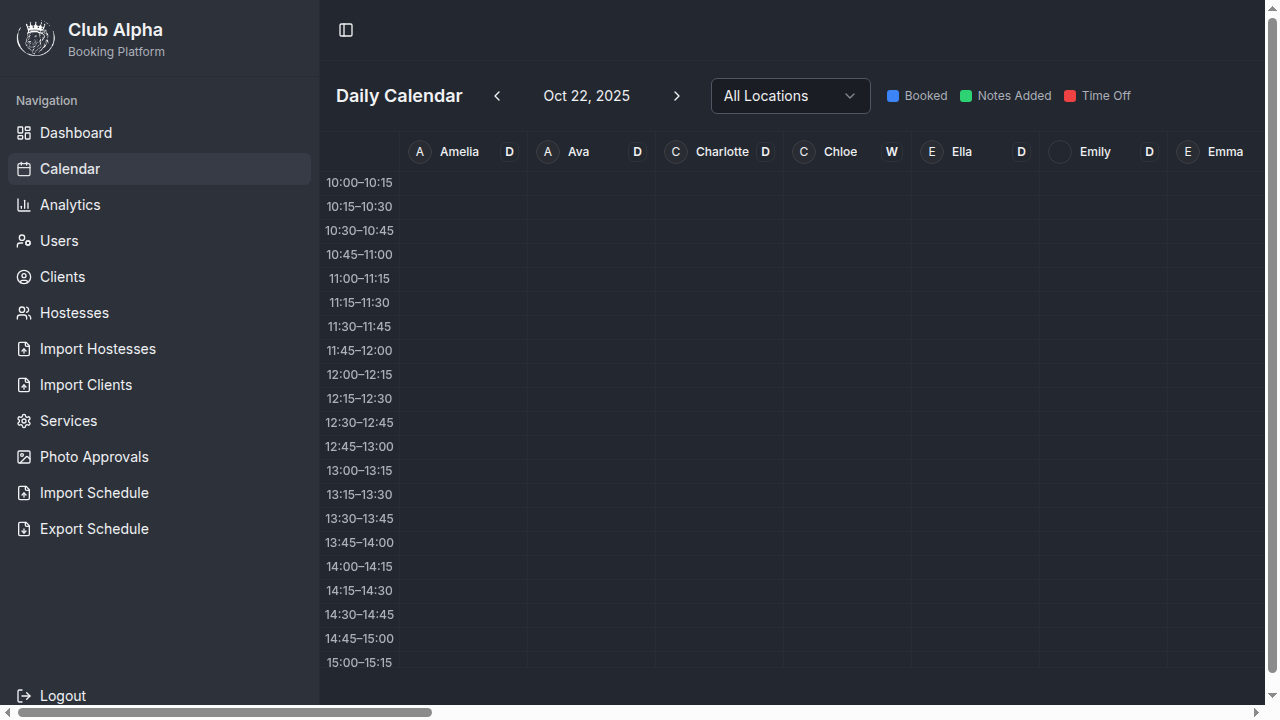 Club Alpha
Booking Platform
Navigation
Dashboard
Calendar
Analytics
Users
Clients
Hostesses
Import Hostesses
Import Clients
Services
Photo Approvals
Import Schedule
Export Schedule
Logout
Daily Calendar
Oct 22, 2025
All Locations
Booked
Notes Added
Time Off
A Amelia D
A Ava D
C Charlotte D
C Chloe W
E Ella D
Emily D
E Emma
10:00–10:15
10:15–10:30
10:30–10:45
10:45–11:00
11:00–11:15
11:15–11:30
11:30–11:45
11:45–12:00
12:00–12:15
12:15–12:30
12:30–12:45
12:45–13:00
13:00–13:15
13:15–13:30
13:30–13:45
13:45–14:00
14:00–14:15
14:15–14:30
14:30–14:45
14:45–15:00
15:00–15:15